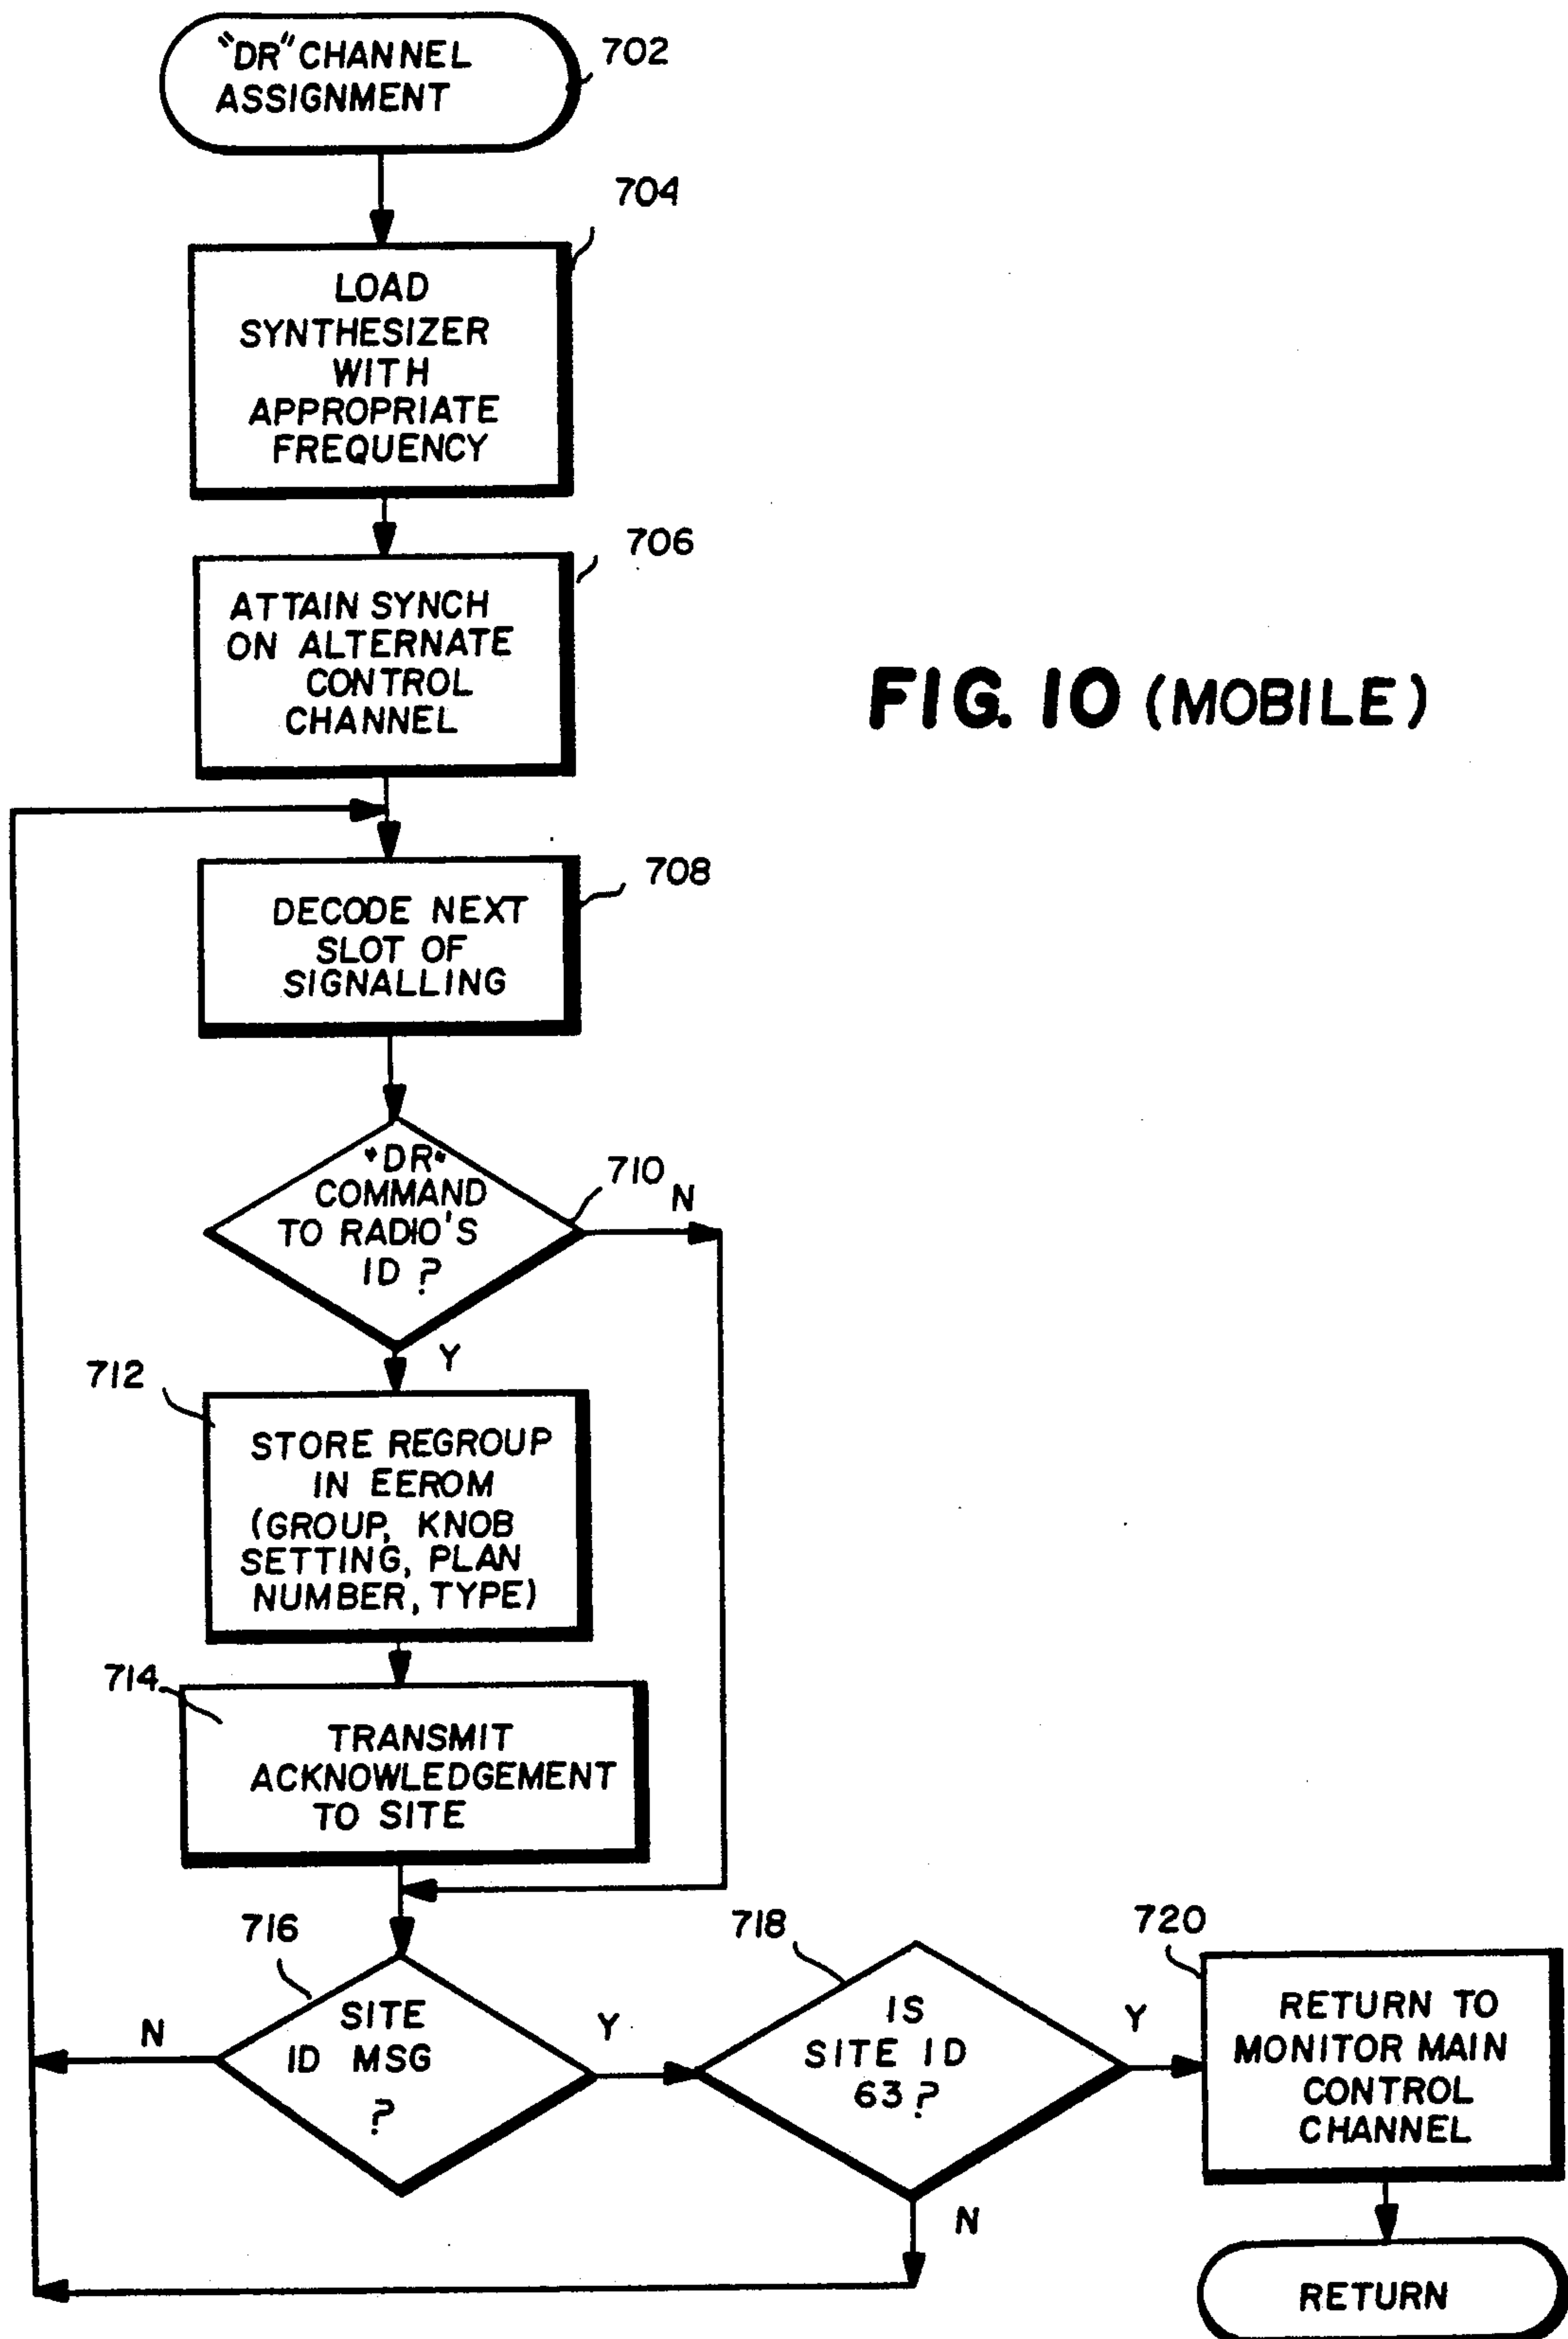 "DR" CHANNEL
ASSIGNMENT
702
704
LOAD
SYNTHESIZER
WITH
APPROPRIATE
FREQUENCY
706
ATTAIN SYNCH
ON ALTERNATE
CONTROL
CHANNEL
FIG. 10 (MOBILE)
708
DECODE NEXT
SLOT OF
SIGNALLING
"DR"
COMMAND
TO RADIO'S
ID ?
710
N
Y
712
STORE REGROUP
IN EEROM
(GROUP, KNOB
SETTING, PLAN
NUMBER, TYPE)
714
TRANSMIT
ACKNOWLEDGEMENT
TO SITE
716
SITE
ID MSG
?
N
Y
718
IS
SITE ID
63 ?
Y
N
720
RETURN TO
MONITOR MAIN
CONTROL
CHANNEL
RETURN